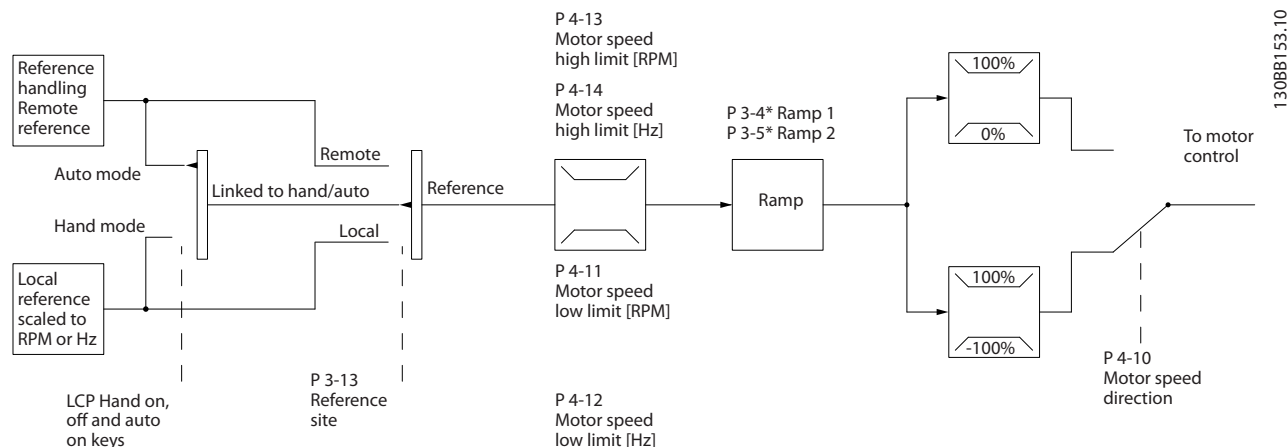 Reference
handling
Remote
reference
Auto mode
Hand mode
Local
reference
scaled to
RPM or Hz
LCP Hand on,
off and auto
on keys
Linked to hand/auto
Remote
Local
P 3-13
Reference
site
Reference
P 4-13
Motor speed
high limit [RPM]
P 4-14
Motor speed
high limit [Hz]
P 4-11
Motor speed
low limit [RPM]
P 4-12
Motor speed
low limit [Hz]
P 3-4* Ramp 1
P 3-5* Ramp 2
Ramp
100%
0%
100%
-100%
To motor
control
P 4-10
Motor speed
direction
130BB153.10